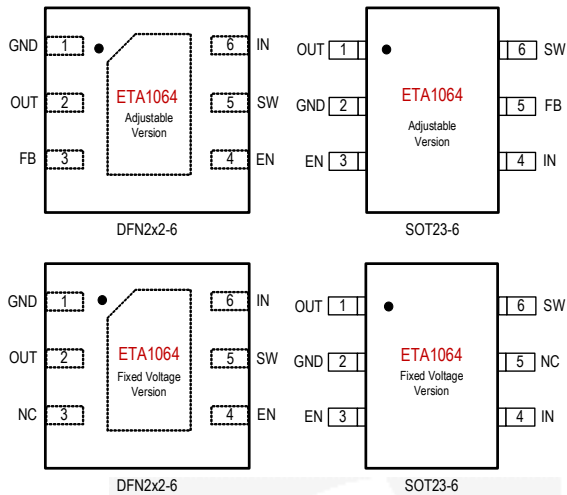 GND 1 6 IN
OUT 2 5 SW
FB 3 4 EN
ETA1064
Adjustable
Version
DFN2x2-6
OUT 1 6 SW
GND 2 5 FB
EN 3 4 IN
ETA1064
Adjustable
Version
SOT23-6
GND 1 6 IN
OUT 2 5 SW
NC 3 4 EN
ETA1064
Fixed Voltage
Version
DFN2x2-6
OUT 1 6 SW
GND 2 5 NC
EN 3 4 IN
ETA1064
Fixed Voltage
Version
SOT23-6